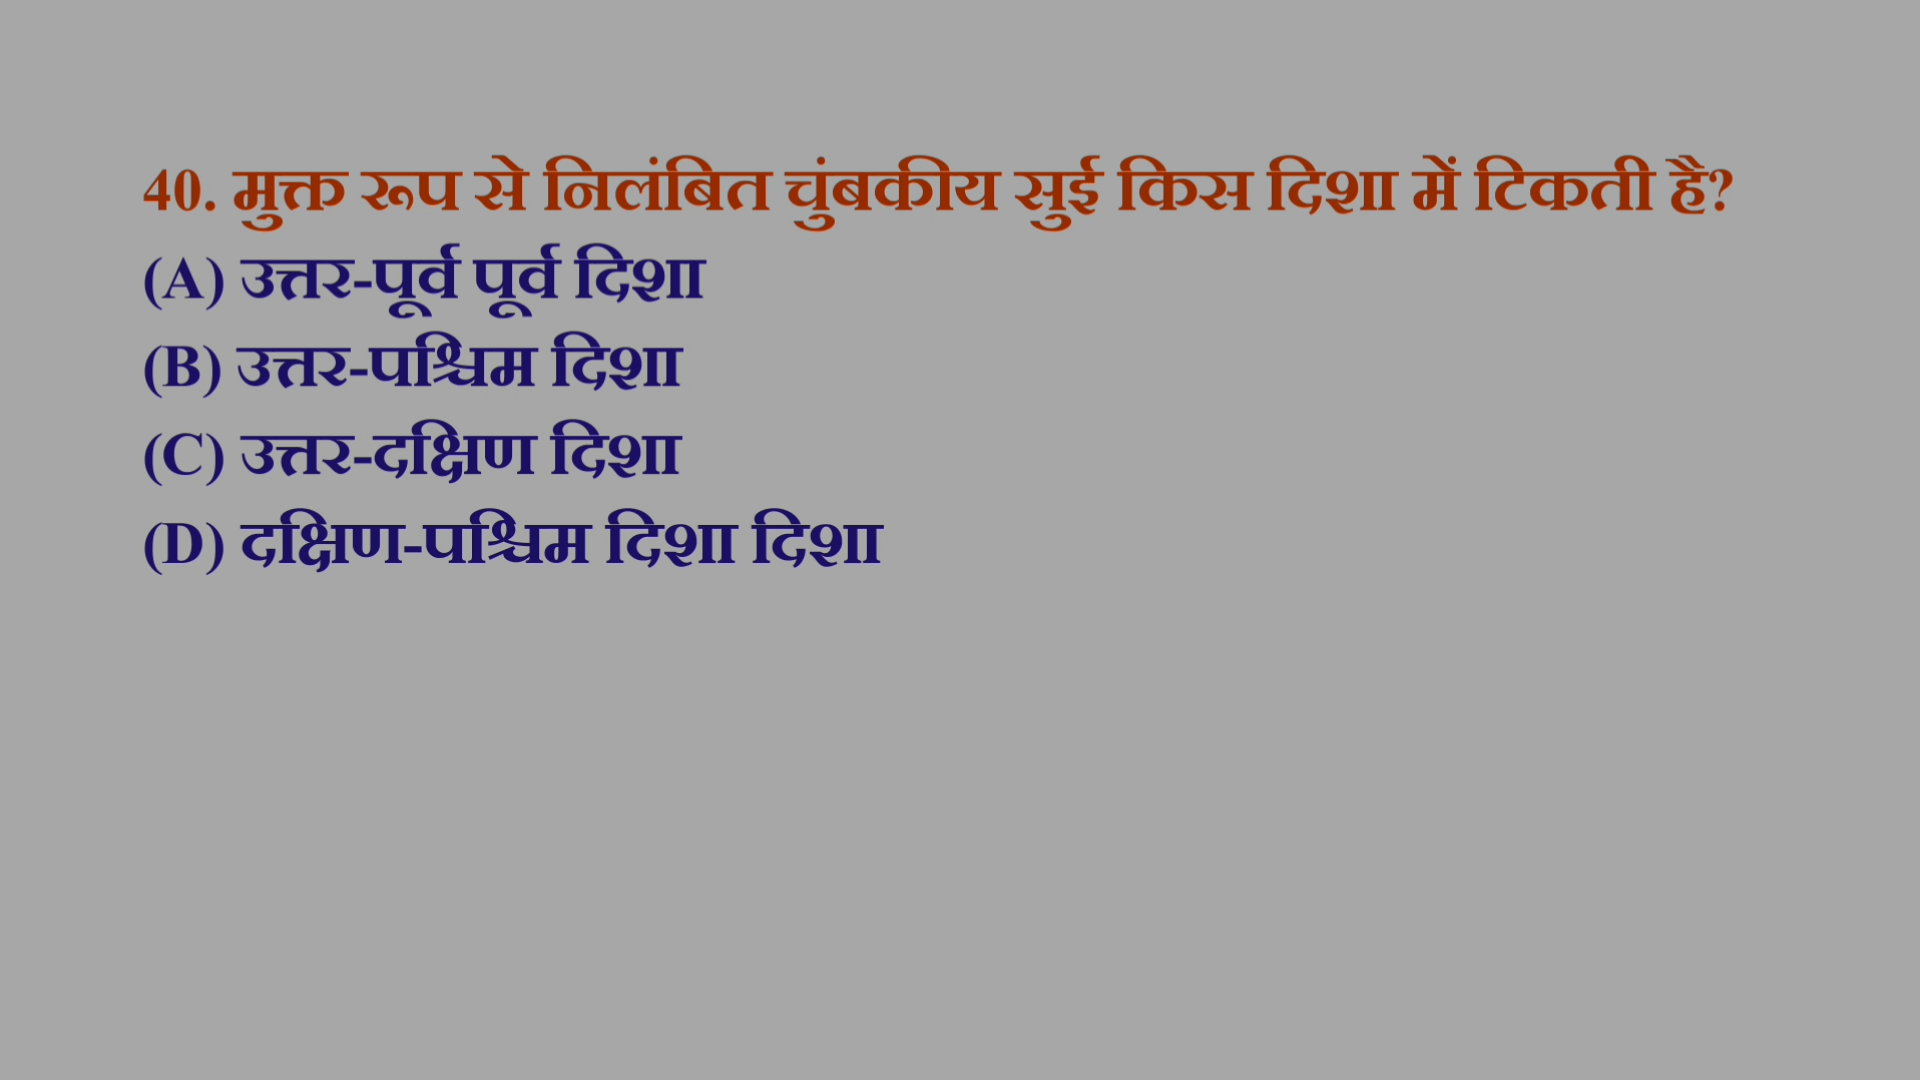 40. मुक्त रूप से निलंबित चुंबकीय सुई किस दिशा में टिकती है?
(A) उत्तर-पूर्व पूर्व दिशा
(B) उत्तर-पश्चिम दिशा
(C) उत्तर-दक्षिण दिशा
(D) दक्षिण-पश्चिम दिशा दिशा